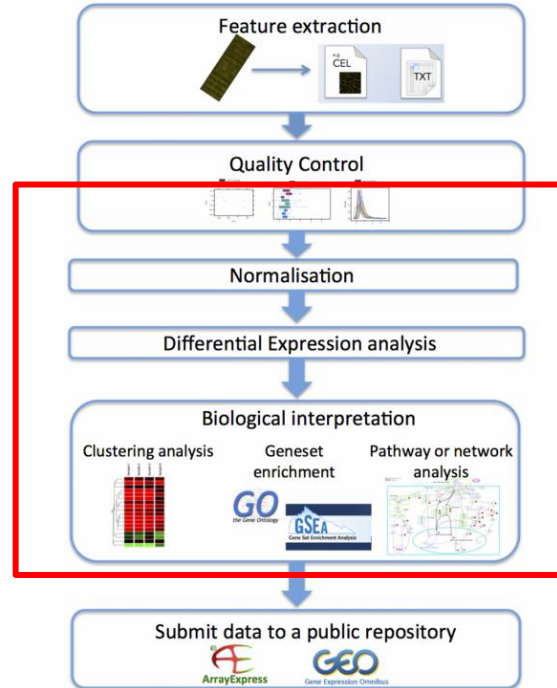 Feature extraction
e.g.
CEL
TXT
Quality Control
Normalisation
Differential Expression analysis
Biological interpretation
Clustering analysis
Geneset
enrichment
Pathway or network
analysis
GO
the Gene Ontology
GSEA
Gene Set Enrichment Analysis
Submit data to a public repository
ArrayExpress
GEO
Gene Expression Omnibus